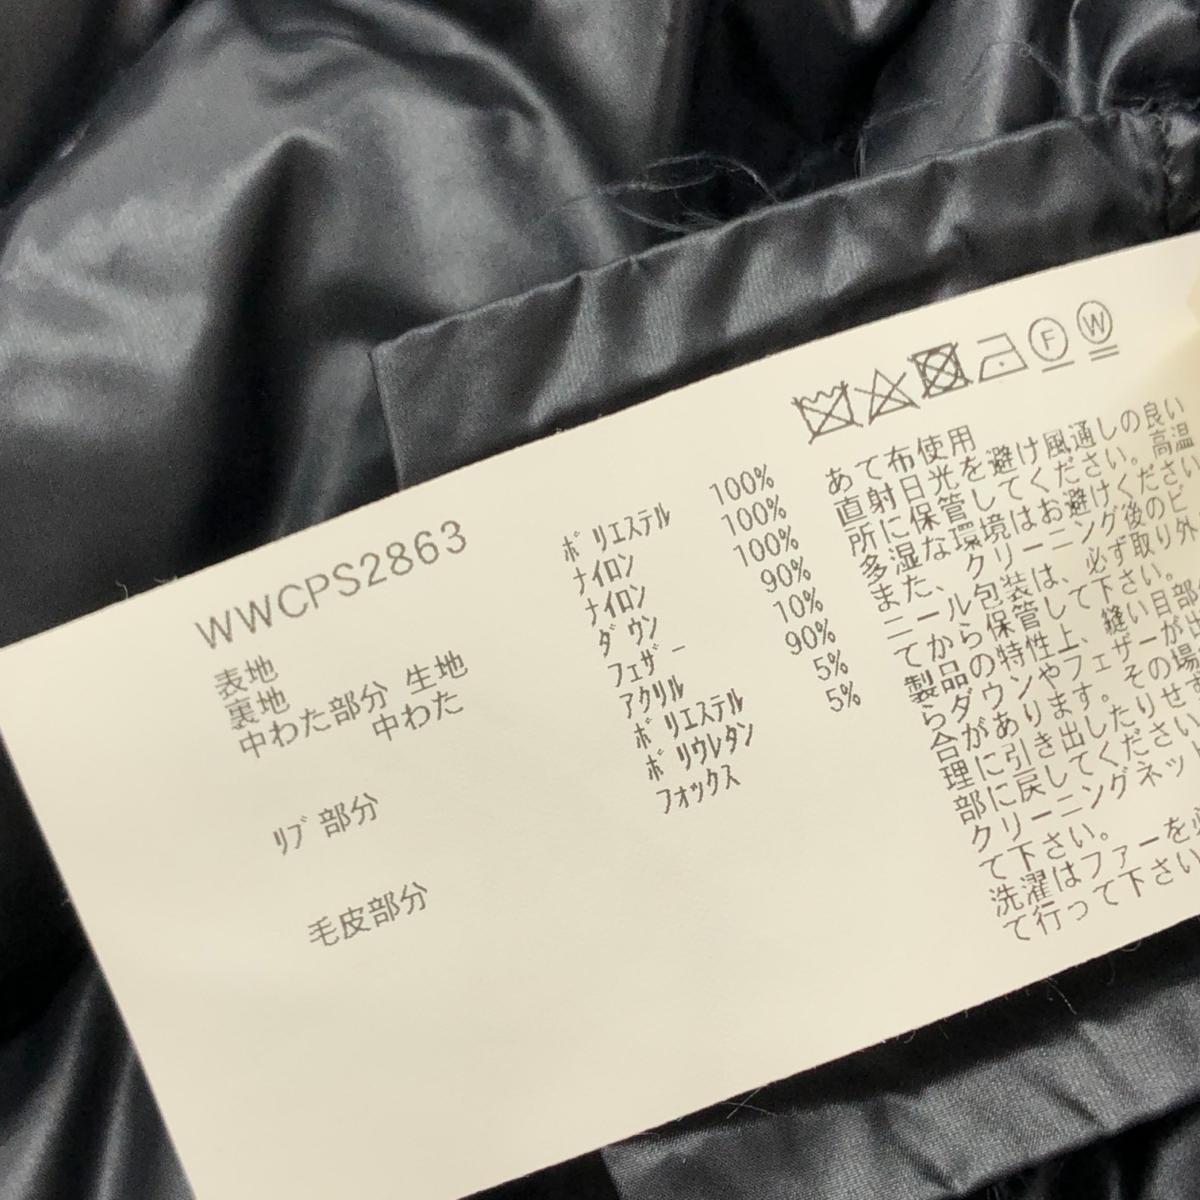 WWCPS2863
表地 ポリエステル 100%
裏地 ナイロン 100%
中わた部分 生地 ナイロン 100%
中わた ダウン 90%
フェザー 10%
リブ部分 アクリル 90%
ポリエステル 5%
ポリウレタン 5%
毛皮部分 フォックス
F
W
あて布使用
直射日光を避け風通しの良い
所に保管してください。高温
多湿な環境はお避けください
また、クリーニング後のビ
ニール包装は、必ず取り外
して
製品の特性上、縫い目
からダウンやフェザーが出
る場合があります。その
に引き出したりせず
部に戻してください
クリーニングネット
て下さい。
洗濯はファーを必
て行って下さい